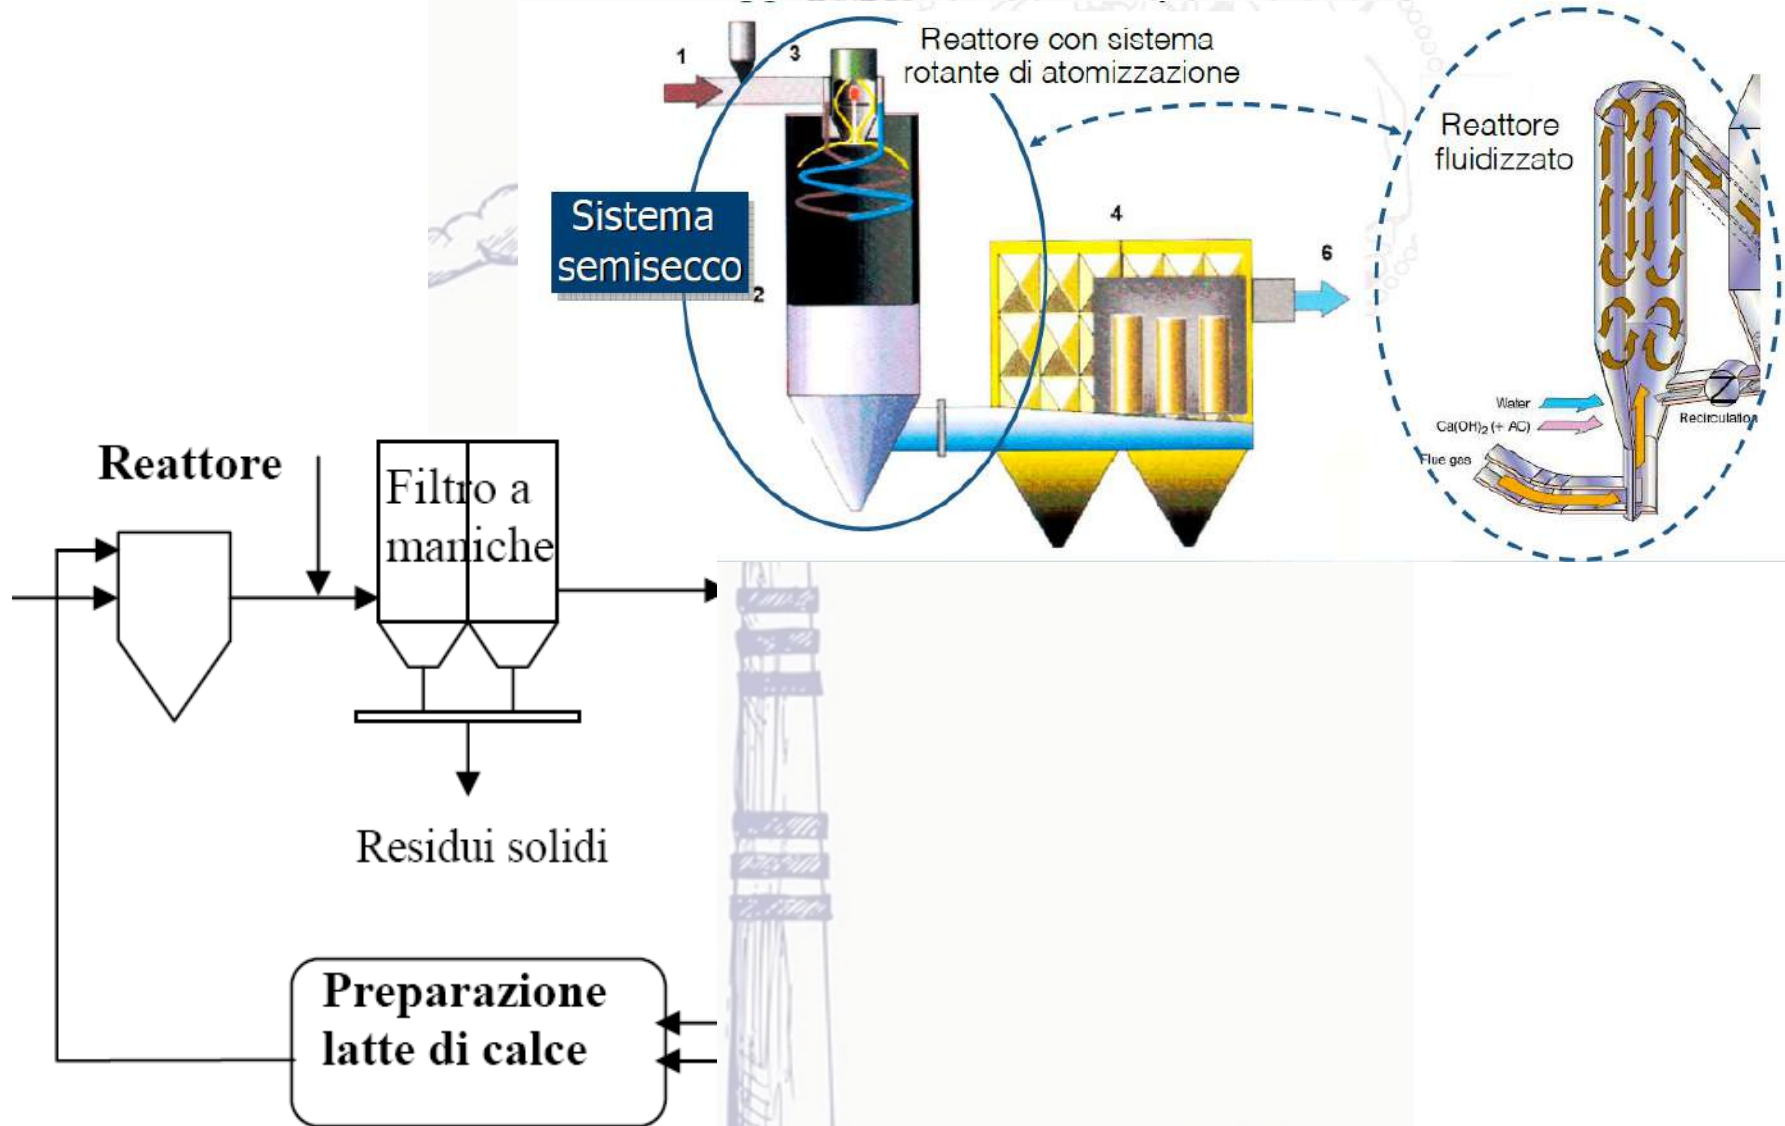 1
3
Reattore con sistema
rotante di atomizzazione
Reattore
fluidizzato
Sistema
semisecco
2
4
6
Water
Ca(OH)2 (+ AC)
Flue gas
Recirculation
Reattore
Filtro a
maniche
Residui solidi
Preparazione
latte di calce